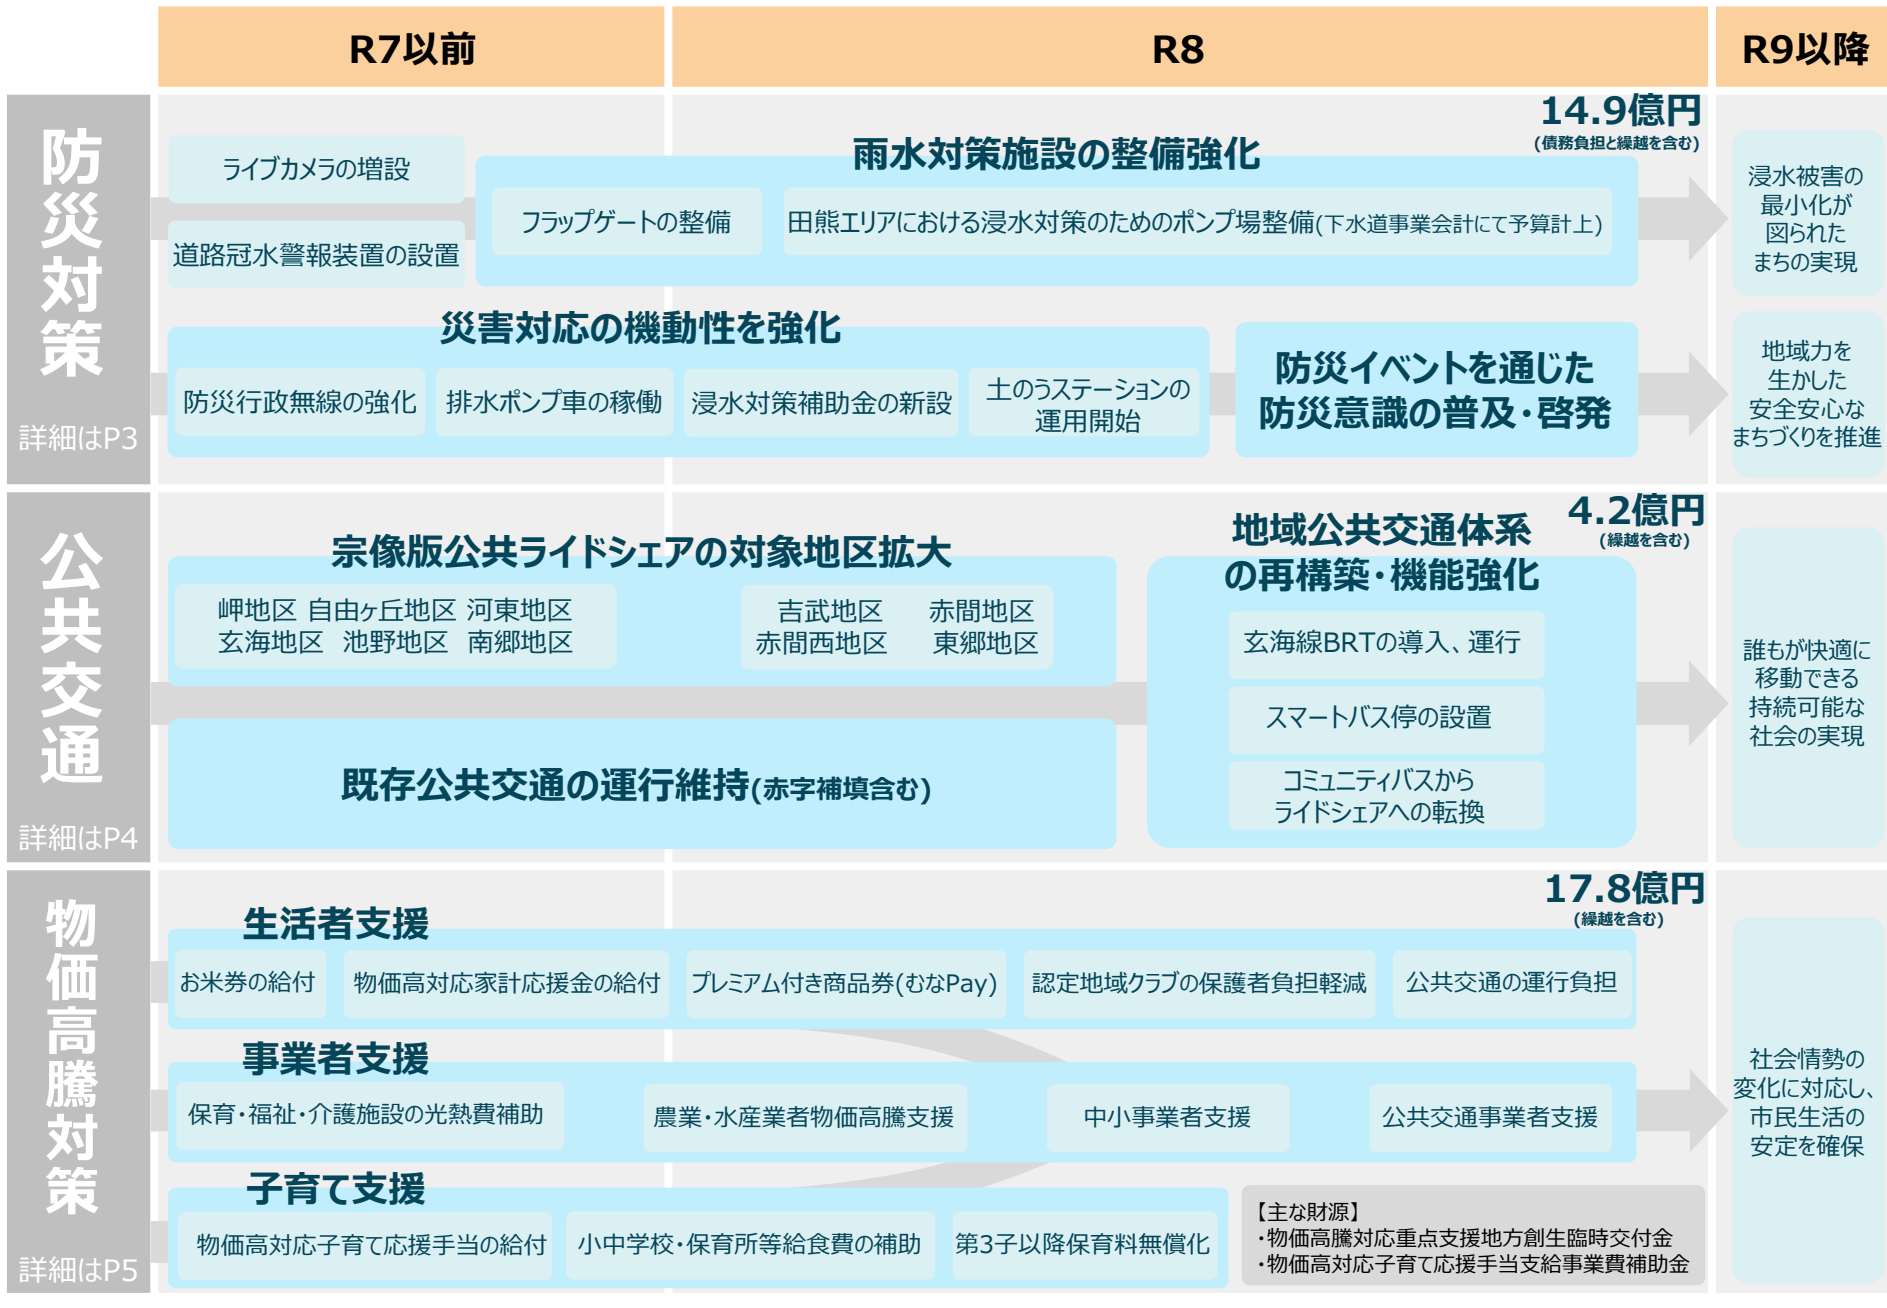 R7以前
R8
R9以降
防災対策
詳細はP3
14.9億円
(債務負担と繰越を含む)
雨水対策施設の整備強化
ライブカメラの増設
道路冠水警報装置の設置
フラップゲートの整備
田熊エリアにおける浸水対策のためのポンプ場整備(下水道事業会計にて予算計上)
浸水被害の
最小化が
図られた
まちの実現
災害対応の機動性を強化
防災行政無線の強化
排水ポンプ車の稼働
浸水対策補助金の新設
土のうステーションの
運用開始
防災イベントを通じた
防災意識の普及・啓発
地域力を
生かした
安全安心な
まちづくりを推進
公共交通
詳細はP4
4.2億円
(繰越を含む)
宗像版公共ライドシェアの対象地区拡大
岬地区 自由ヶ丘地区 河東地区
玄海地区 池野地区 南郷地区
吉武地区 赤間地区
赤間西地区 東郷地区
既存公共交通の運行維持(赤字補填含む)
地域公共交通体系
の再構築・機能強化
玄海線BRTの導入、運行
スマートバス停の設置
コミュニティバスから
ライドシェアへの転換
誰もが快適に
移動できる
持続可能な
社会の実現
物価高騰対策
詳細はP5
17.8億円
(繰越を含む)
生活者支援
お米券の給付
物価高対応家計応援金の給付
プレミアム付き商品券(むなPay)
認定地域クラブの保護者負担軽減
公共交通の運行負担
事業者支援
保育・福祉・介護施設の光熱費補助
農業・水産業者物価高騰支援
中小事業者支援
公共交通事業者支援
子育て支援
物価高対応子育て応援手当の給付
小中学校・保育所等給食費の補助
第3子以降保育料無償化
【主な財源】
・物価高騰対応重点支援地方創生臨時交付金
・物価高対応子育て応援手当支給事業費補助金
社会情勢の
変化に対応し、
市民生活の
安定を確保